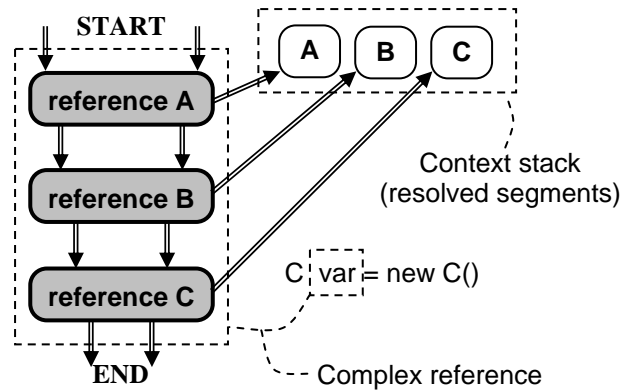 START
A B C
reference A
reference B
reference C
END
Context stack
(resolved segments)
C var = new C()
Complex reference